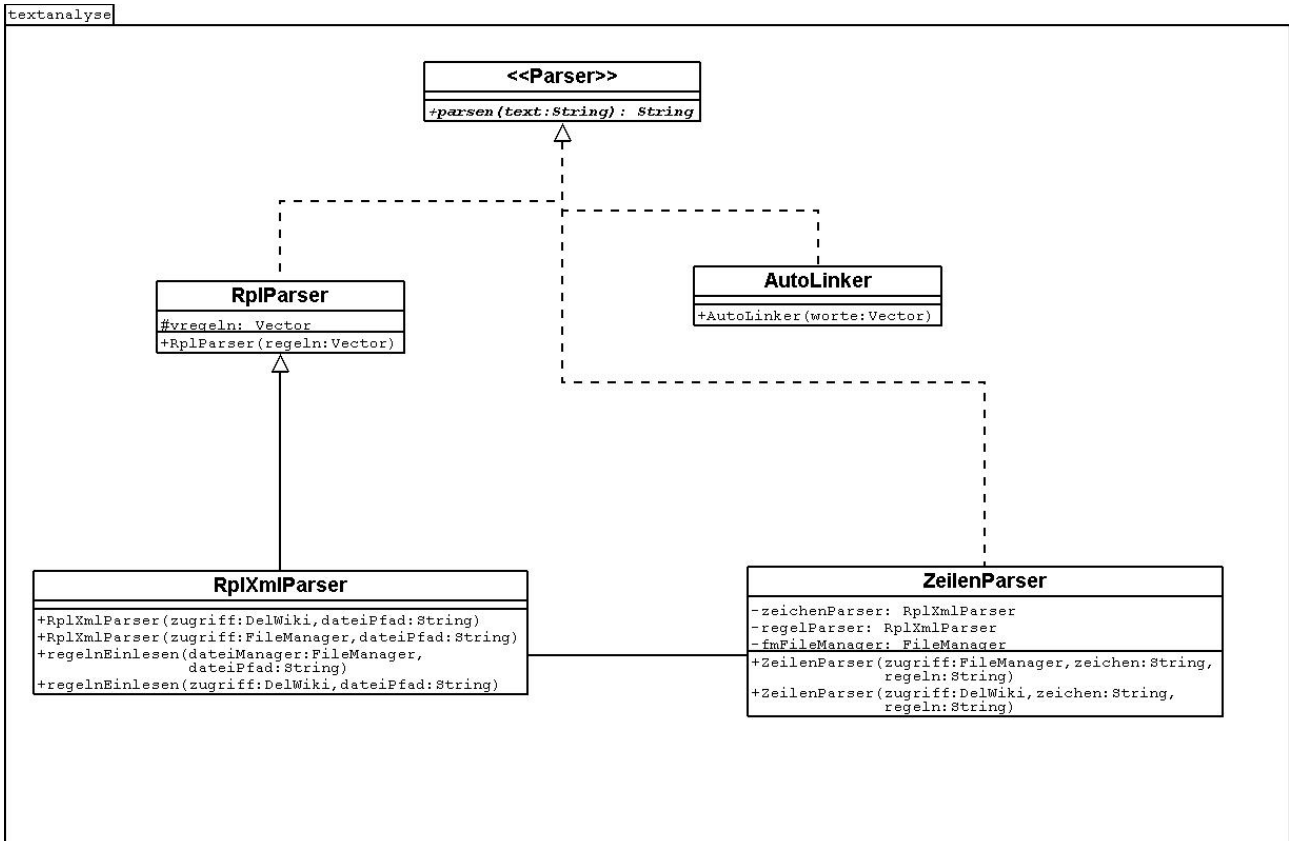 textanalyse
<<Parser>>
+parsen(text:String): String
RplParser
#vregeln: Vector
+RplParser(regeln:Vector)
AutoLinker
+AutoLinker(worte:Vector)
RplXmlParser
+RplXmlParser(zugriff:DelWiki,dateiPfad:String)
+RplXmlParser(zugriff:FileManager,dateiPfad:String)
+regelnEinlesen(dateiManager:FileManager,
dateiPfad:String)
+regelnEinlesen(zugriff:DelWiki,dateiPfad:String)
ZeilenParser
-zeichenParser: RplXmlParser
-regelParser: RplXmlParser
-fmFileManager: FileManager
+ZeilenParser(zugriff:FileManager,zeichen:String,
regeln:String)
+ZeilenParser(zugriff:DelWiki,zeichen:String,
regeln:String)